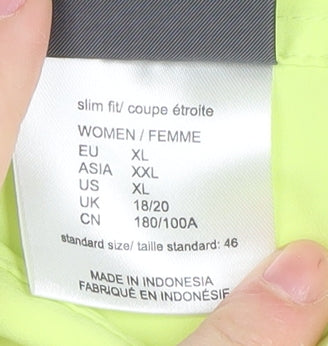 slim fit/ coupe étroite
WOMEN / FEMME
EU XL
ASIA XXL
US XL
UK 18/20
CN 180/100A
standard size/ taille standard: 46
MADE IN INDONESIA
FABRIQUÉ EN INDONÉSIE